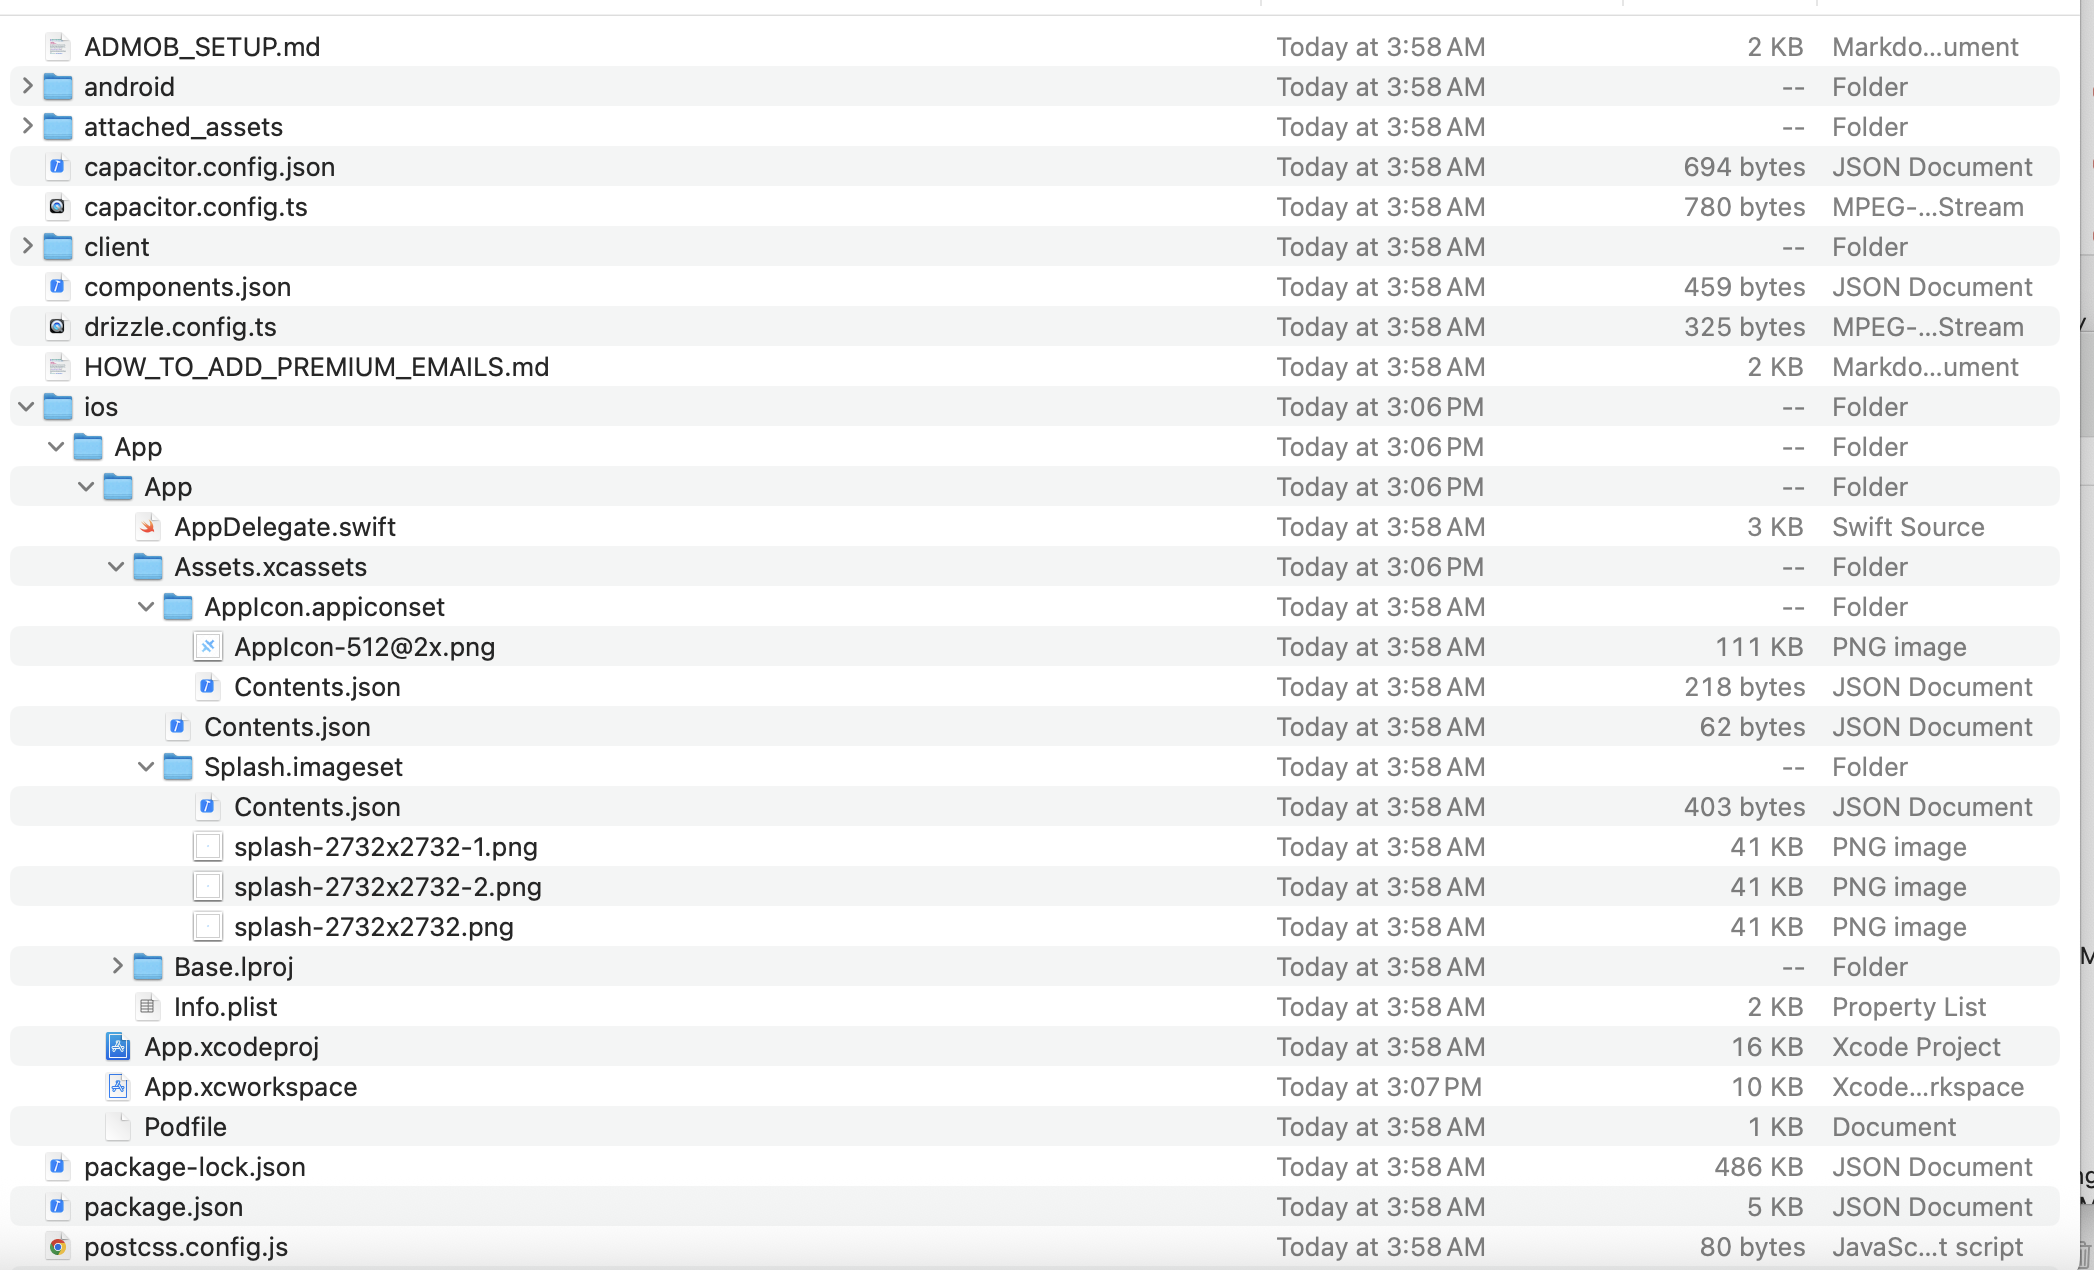 ADMOB_SETUP.md Today at 3:58 AM 2 KB Markdo...ument
android Today at 3:58 AM -- Folder
attached_assets Today at 3:58 AM -- Folder
capacitor.config.json Today at 3:58 AM 694 bytes JSON Document
capacitor.config.ts Today at 3:58 AM 780 bytes MPEG-...Stream
client Today at 3:58 AM -- Folder
components.json Today at 3:58 AM 459 bytes JSON Document
drizzle.config.ts Today at 3:58 AM 325 bytes MPEG-...Stream
HOW_TO_ADD_PREMIUM_EMAILS.md Today at 3:58 AM 2 KB Markdo...ument
ios Today at 3:06 PM -- Folder
App Today at 3:06 PM -- Folder
App Today at 3:06 PM -- Folder
AppDelegate.swift Today at 3:58 AM 3 KB Swift Source
Assets.xcassets Today at 3:06 PM -- Folder
AppIcon.appiconset Today at 3:58 AM -- Folder
AppIcon-512@2x.png Today at 3:58 AM 111 KB PNG image
Contents.json Today at 3:58 AM 218 bytes JSON Document
Contents.json Today at 3:58 AM 62 bytes JSON Document
Splash.imageset Today at 3:58 AM -- Folder
Contents.json Today at 3:58 AM 403 bytes JSON Document
splash-2732x2732-1.png Today at 3:58 AM 41 KB PNG image
splash-2732x2732-2.png Today at 3:58 AM 41 KB PNG image
splash-2732x2732.png Today at 3:58 AM 41 KB PNG image
Base.lproj Today at 3:58 AM -- Folder
Info.plist Today at 3:58 AM 2 KB Property List
App.xcodeproj Today at 3:58 AM 16 KB Xcode Project
App.xcworkspace Today at 3:07 PM 10 KB Xcode...rkspace
Podfile Today at 3:58 AM 1 KB Document
package-lock.json Today at 3:58 AM 486 KB JSON Document
package.json Today at 3:58 AM 5 KB JSON Document
postcss.config.js Today at 3:58 AM 80 bytes JavaSc...t script